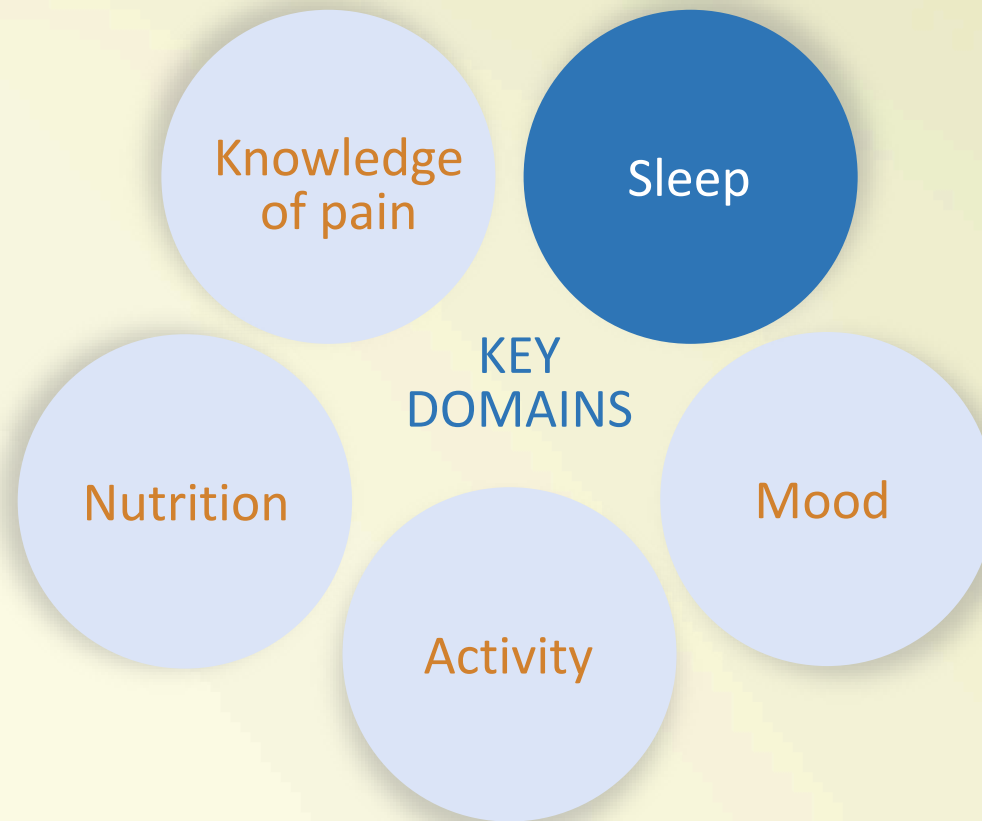 Knowledge
of pain
Sleep
KEY
DOMAINS
Nutrition
Mood
Activity